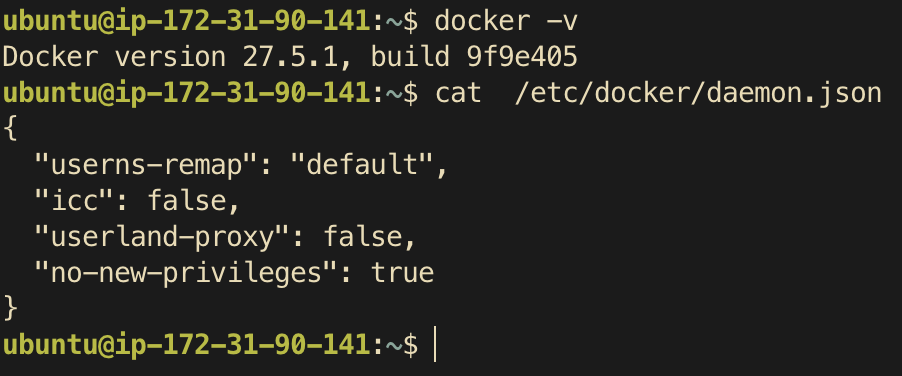 ubuntu@ip-172-31-90-141:~$ docker -v
Docker version 27.5.1, build 9f9e405
ubuntu@ip-172-31-90-141:~$ cat  /etc/docker/daemon.json
{
  "userns-remap": "default",
  "icc": false,
  "userland-proxy": false,
  "no-new-privileges": true
}
ubuntu@ip-172-31-90-141:~$